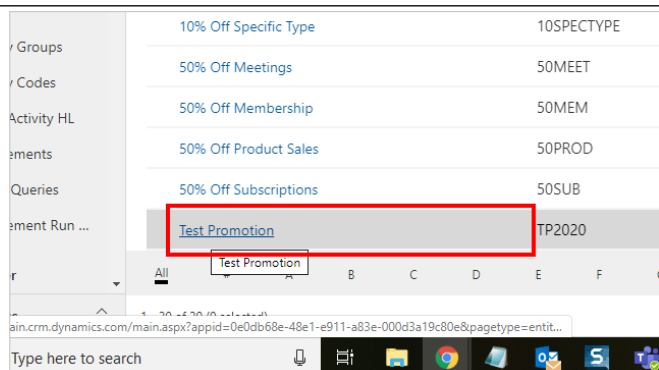 10% Off Specific Type 10SPECTYPE
y Groups
50% Off Meetings 50MEET
y Codes
50% Off Membership 50MEM
Activity HL
50% Off Product Sales 50PROD
ements
Queries
50% Off Subscriptions 50SUB
ement Run ...
Test Promotion TP2020
Test Promotion
All # A B C D E F
r
1 - 20 of 20 (0 selected)
ain.crm.dynamics.com/main.aspx?appid=0e0db68e-48e1-e911-a83e-000d3a19c80e&pagetype=entit...
Type here to search